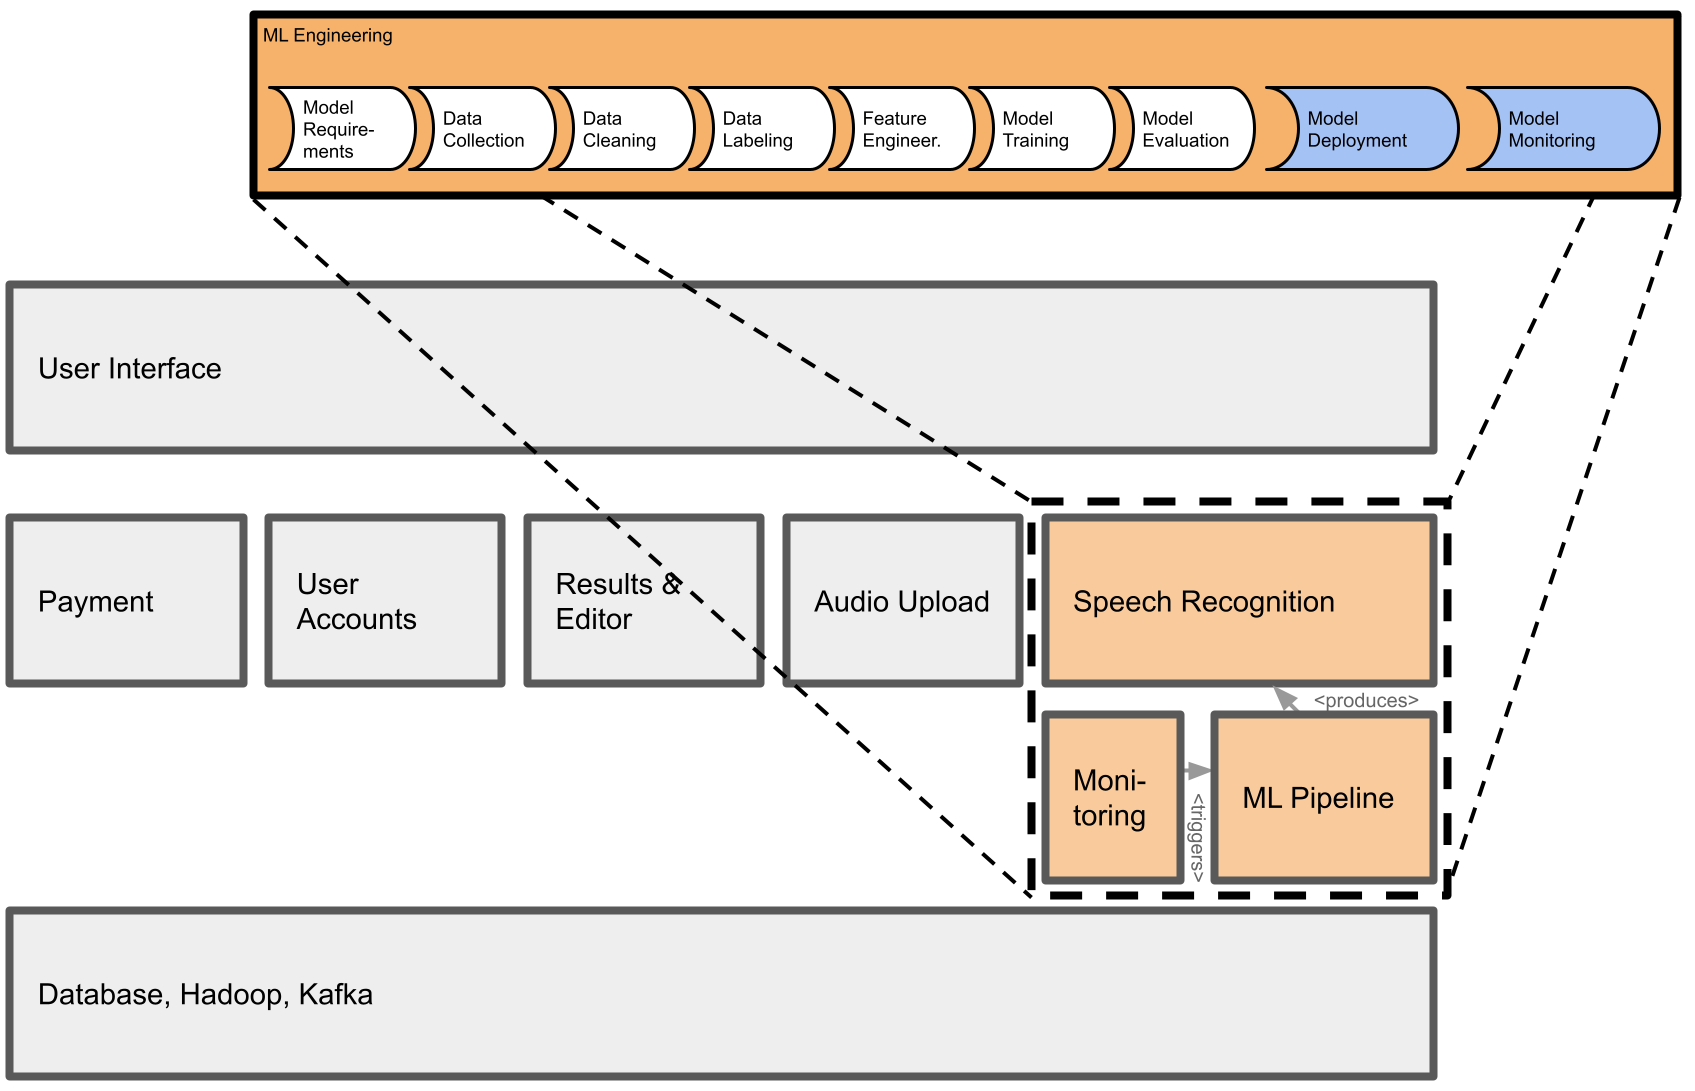 ML Engineering
Model
Require-
ments
Data
Collection
Data
Cleaning
Data
Labeling
Feature
Engineer.
Model
Training
Model
Evaluation
Model
Deployment
Model
Monitoring
User Interface
Payment
User
Accounts
Results &
Editor
Audio Upload
Speech Recognition
<produces>
Moni-
toring
<triggers>
ML Pipeline
Database, Hadoop, Kafka